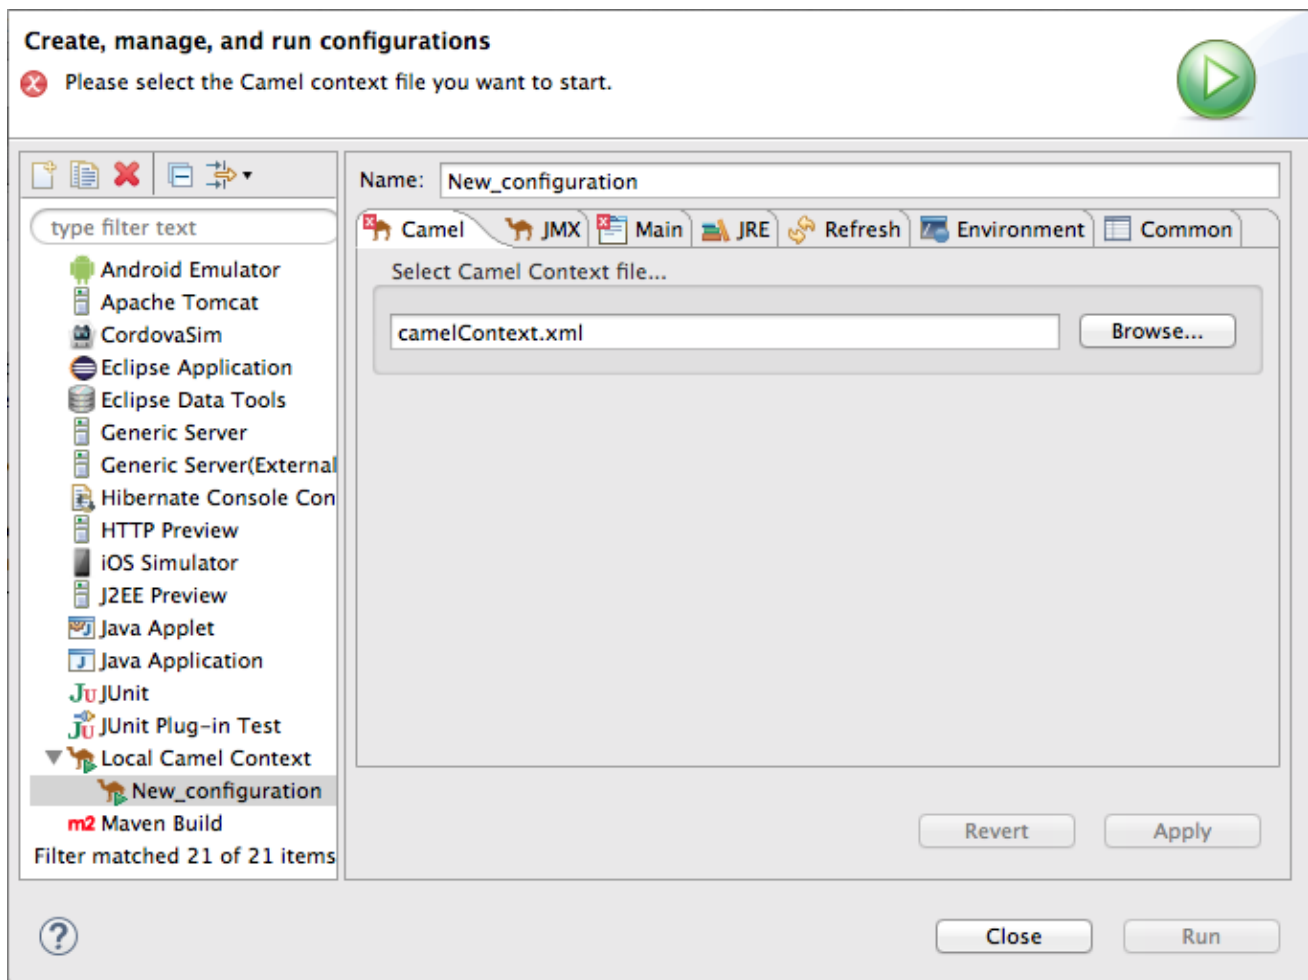 Create, manage, and run configurations
Please select the Camel context file you want to start.
type filter text
Android Emulator
Apache Tomcat
CordovaSim
Eclipse Application
Eclipse Data Tools
Generic Server
Generic Server(External
Hibernate Console Con
HTTP Preview
iOS Simulator
J2EE Preview
Java Applet
Java Application
JU JUnit
JU JUnit Plug-in Test
Local Camel Context
New_configuration
m2 Maven Build
Filter matched 21 of 21 items
Name: New_configuration
Camel JMX Main JRE Refresh Environment Common
Select Camel Context file...
camelContext.xml Browse...
Revert Apply
? Close Run